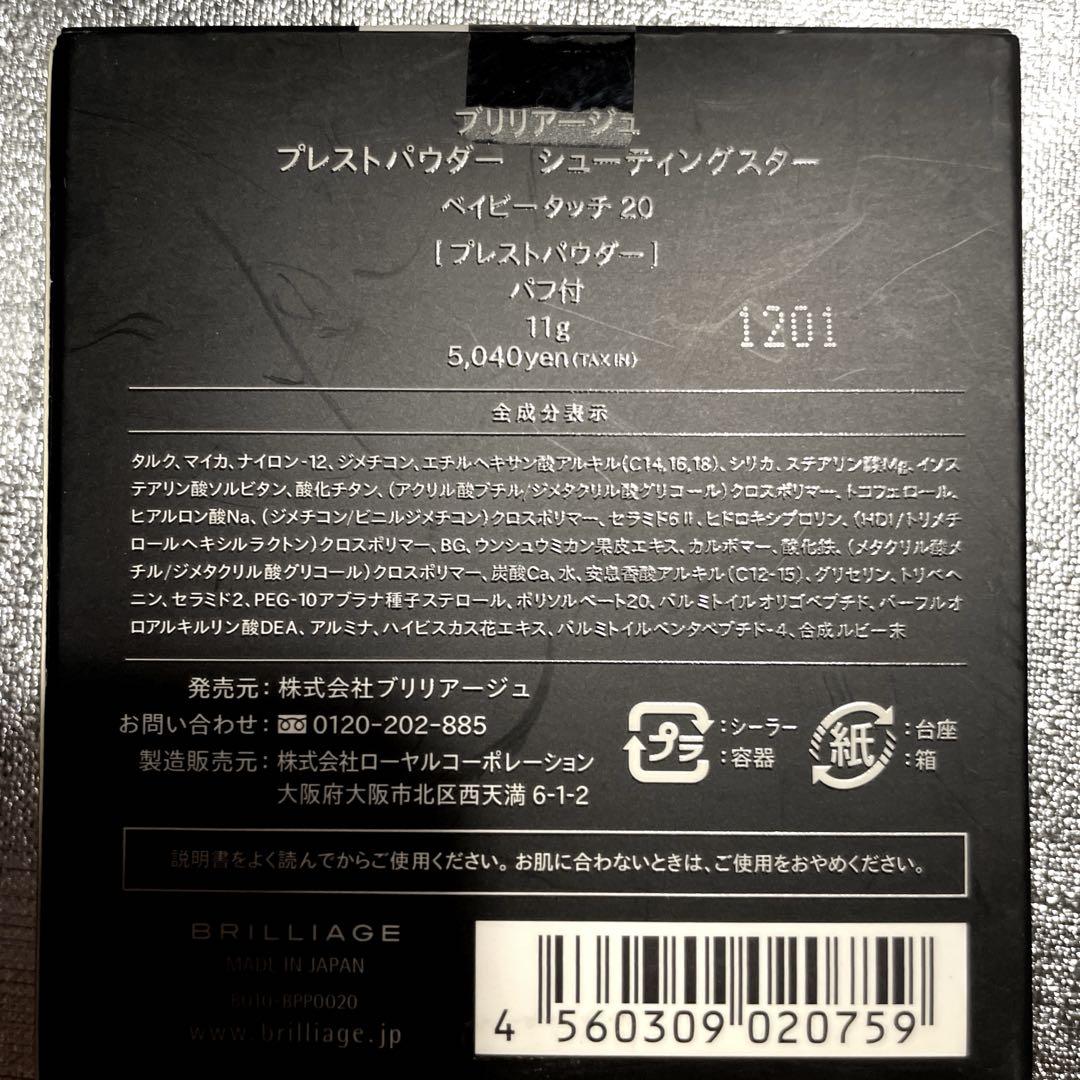 ブリリアージュ
プレストパウダー　シューティングスター
ベイビータッチ 20
[プレストパウダー]
パフ付
11g
5,040yen(TAX IN)
1201
全成分表示
タルク、マイカ、ナイロン-12、ジメチコン、エチルヘキサン酸アルキル(C14,16,18)、シリカ、ステアリン酸Mg、イソス
テアリン酸ソルビタン、酸化チタン、(アクリル酸ブチル/ジメタクリル酸グリコール)クロスポリマー、トコフェロール、
ヒアルロン酸Na、(ジメチコン/ビニルジメチコン)クロスポリマー、セラミド6Ⅱ、ヒドロキシプロリン、(HDI/トリメチ
ロールヘキシルラクトン)クロスポリマー、BG、ウンシュウミカン果皮エキス、カルボマー、酸化鉄、(メタクリル酸メ
チル/ジメタクリル酸グリコール)クロスポリマー、炭酸Ca、水、安息香酸アルキル(C12-15)、グリセリン、トリベヘ
ニン、セラミド2、PEG-10アブラナ種子ステロール、ポリソルベート20、パルミトイルオリゴペプチド、パーフルオ
ロアルキルリン酸DEA、アルミナ、ハイビスカス花エキス、パルミトイルペンタペプチド-4、合成ルビー末
発売元：株式会社ブリリアージュ
お問い合わせ：0120-202-885
製造販売元：株式会社ローヤルコーポレーション
大阪府大阪市北区西天満 6-1-2
プラ ：シーラー
：容器
紙 ：台座
：箱
説明書をよく読んでからご使用ください。お肌に合わないときは、ご使用をおやめください。
BRILLIAGE
MADE IN JAPAN
B010-BPP0020
www.brilliage.jp
4 560309 020759